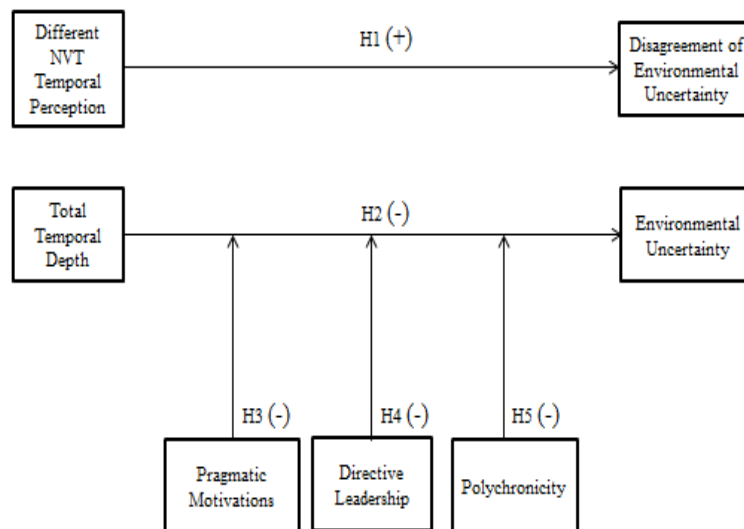 Different
NVT
Temporal
Perception
H1 (+)
Disagreement of
Environmental
Uncertainty
Total
Temporal
Depth
H2 (-)
Environmental
Uncertainty
H3 (-)
H4 (-)
H5 (-)
Pragmatic
Motivations
Directive
Leadership
Polychronicity